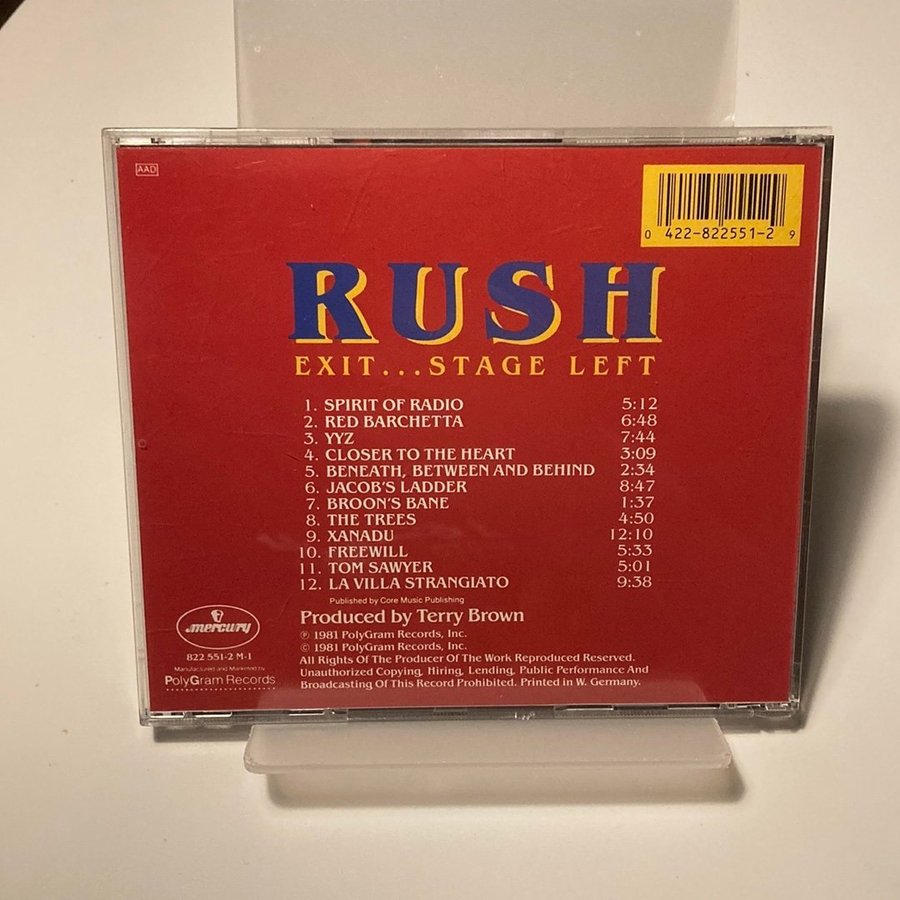 AAD
0 422-822551-2 9
RUSH
EXIT...STAGE LEFT
1. SPIRIT OF RADIO 5:12
2. RED BARCHETTA 6:48
3. YYZ 7:44
4. CLOSER TO THE HEART 3:09
5. BENEATH, BETWEEN AND BEHIND 2:34
6. JACOB'S LADDER 8:47
7. BROON'S BANE 1:37
8. THE TREES 4:50
9. XANADU 12:10
10. FREEWILL 5:33
11. TOM SAWYER 5:01
12. LA VILLA STRANGIATO 9:38
Published by Core Music Publishing
Produced by Terry Brown
℗ 1981 PolyGram Records, Inc.
© 1981 PolyGram Records, Inc.
All Rights Of The Producer Of The Work Reproduced Reserved.
Unauthorized Copying, Hiring, Lending, Public Performance And
Broadcasting Of This Record Prohibited. Printed in W. Germany.
mercury
822 551-2 M-1
Manufactured and Marketed by
PolyGram Records